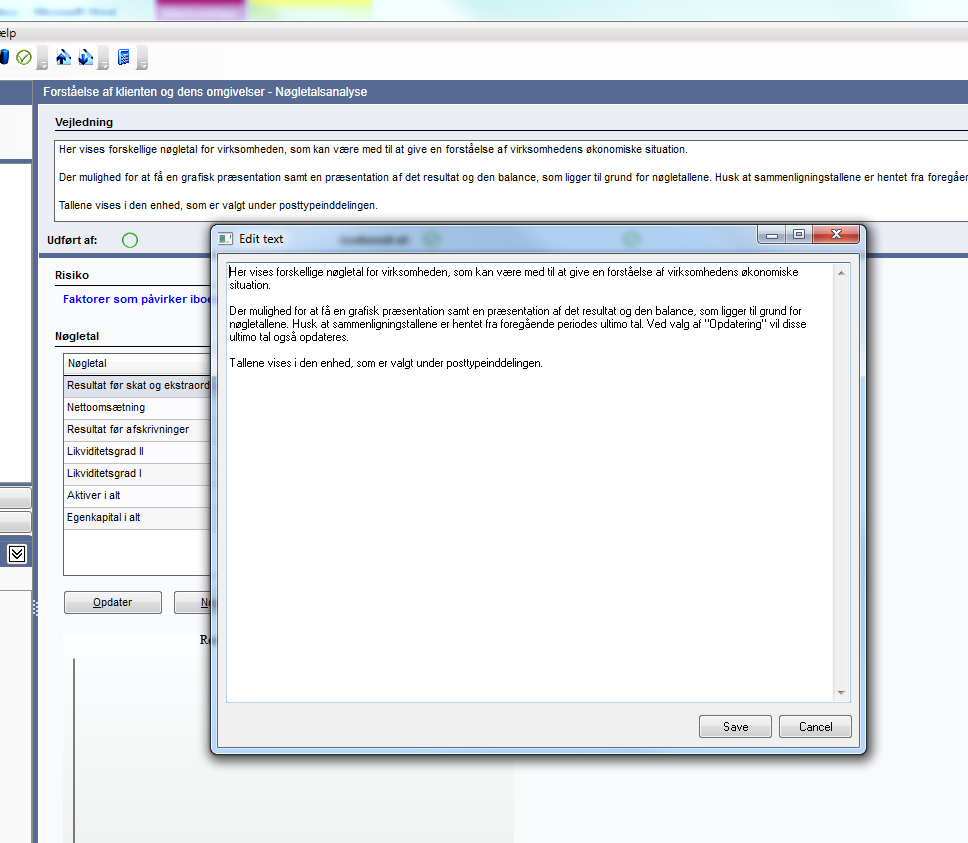 Microsoft Word
ælp
Forståelse af klienten og dens omgivelser - Nøgletalsanalyse
Vejledning
Her vises forskellige nøgletal for virksomheden, som kan være med til at give en forståelse af virksomhedens økonomiske situation.
Der mulighed for at få en grafisk præsentation samt en præsentation af det resultat og den balance, som ligger til grund for nøgletallene. Husk at sammenligningstallene er hentet fra foregåen
Tallene vises i den enhed, som er valgt under posttypeinddelingen.
Udført af:
Edit text
Godkendt af:
Her vises forskellige nøgletal for virksomheden, som kan være med til at give en forståelse af virksomhedens økonomiske
situation.
Der mulighed for at få en grafisk præsentation samt en præsentation af det resultat og den balance, som ligger til grund for
nøgletallene. Husk at sammenligningstallene er hentet fra foregående periodes ultimo tal. Ved valg af "Opdatering" vil disse
ultimo tal også opdateres.
Tallene vises i den enhed, som er valgt under posttypeinddelingen.
Save
Cancel
Risiko
Faktorer som påvirker iboe
Nøgletal
Nøgletal
Resultat før skat og ekstraord
Nettoomsætning
Resultat før afskrivninger
Likviditetsgrad II
Likviditetsgrad I
Aktiver i alt
Egenkapital i alt
Opdater